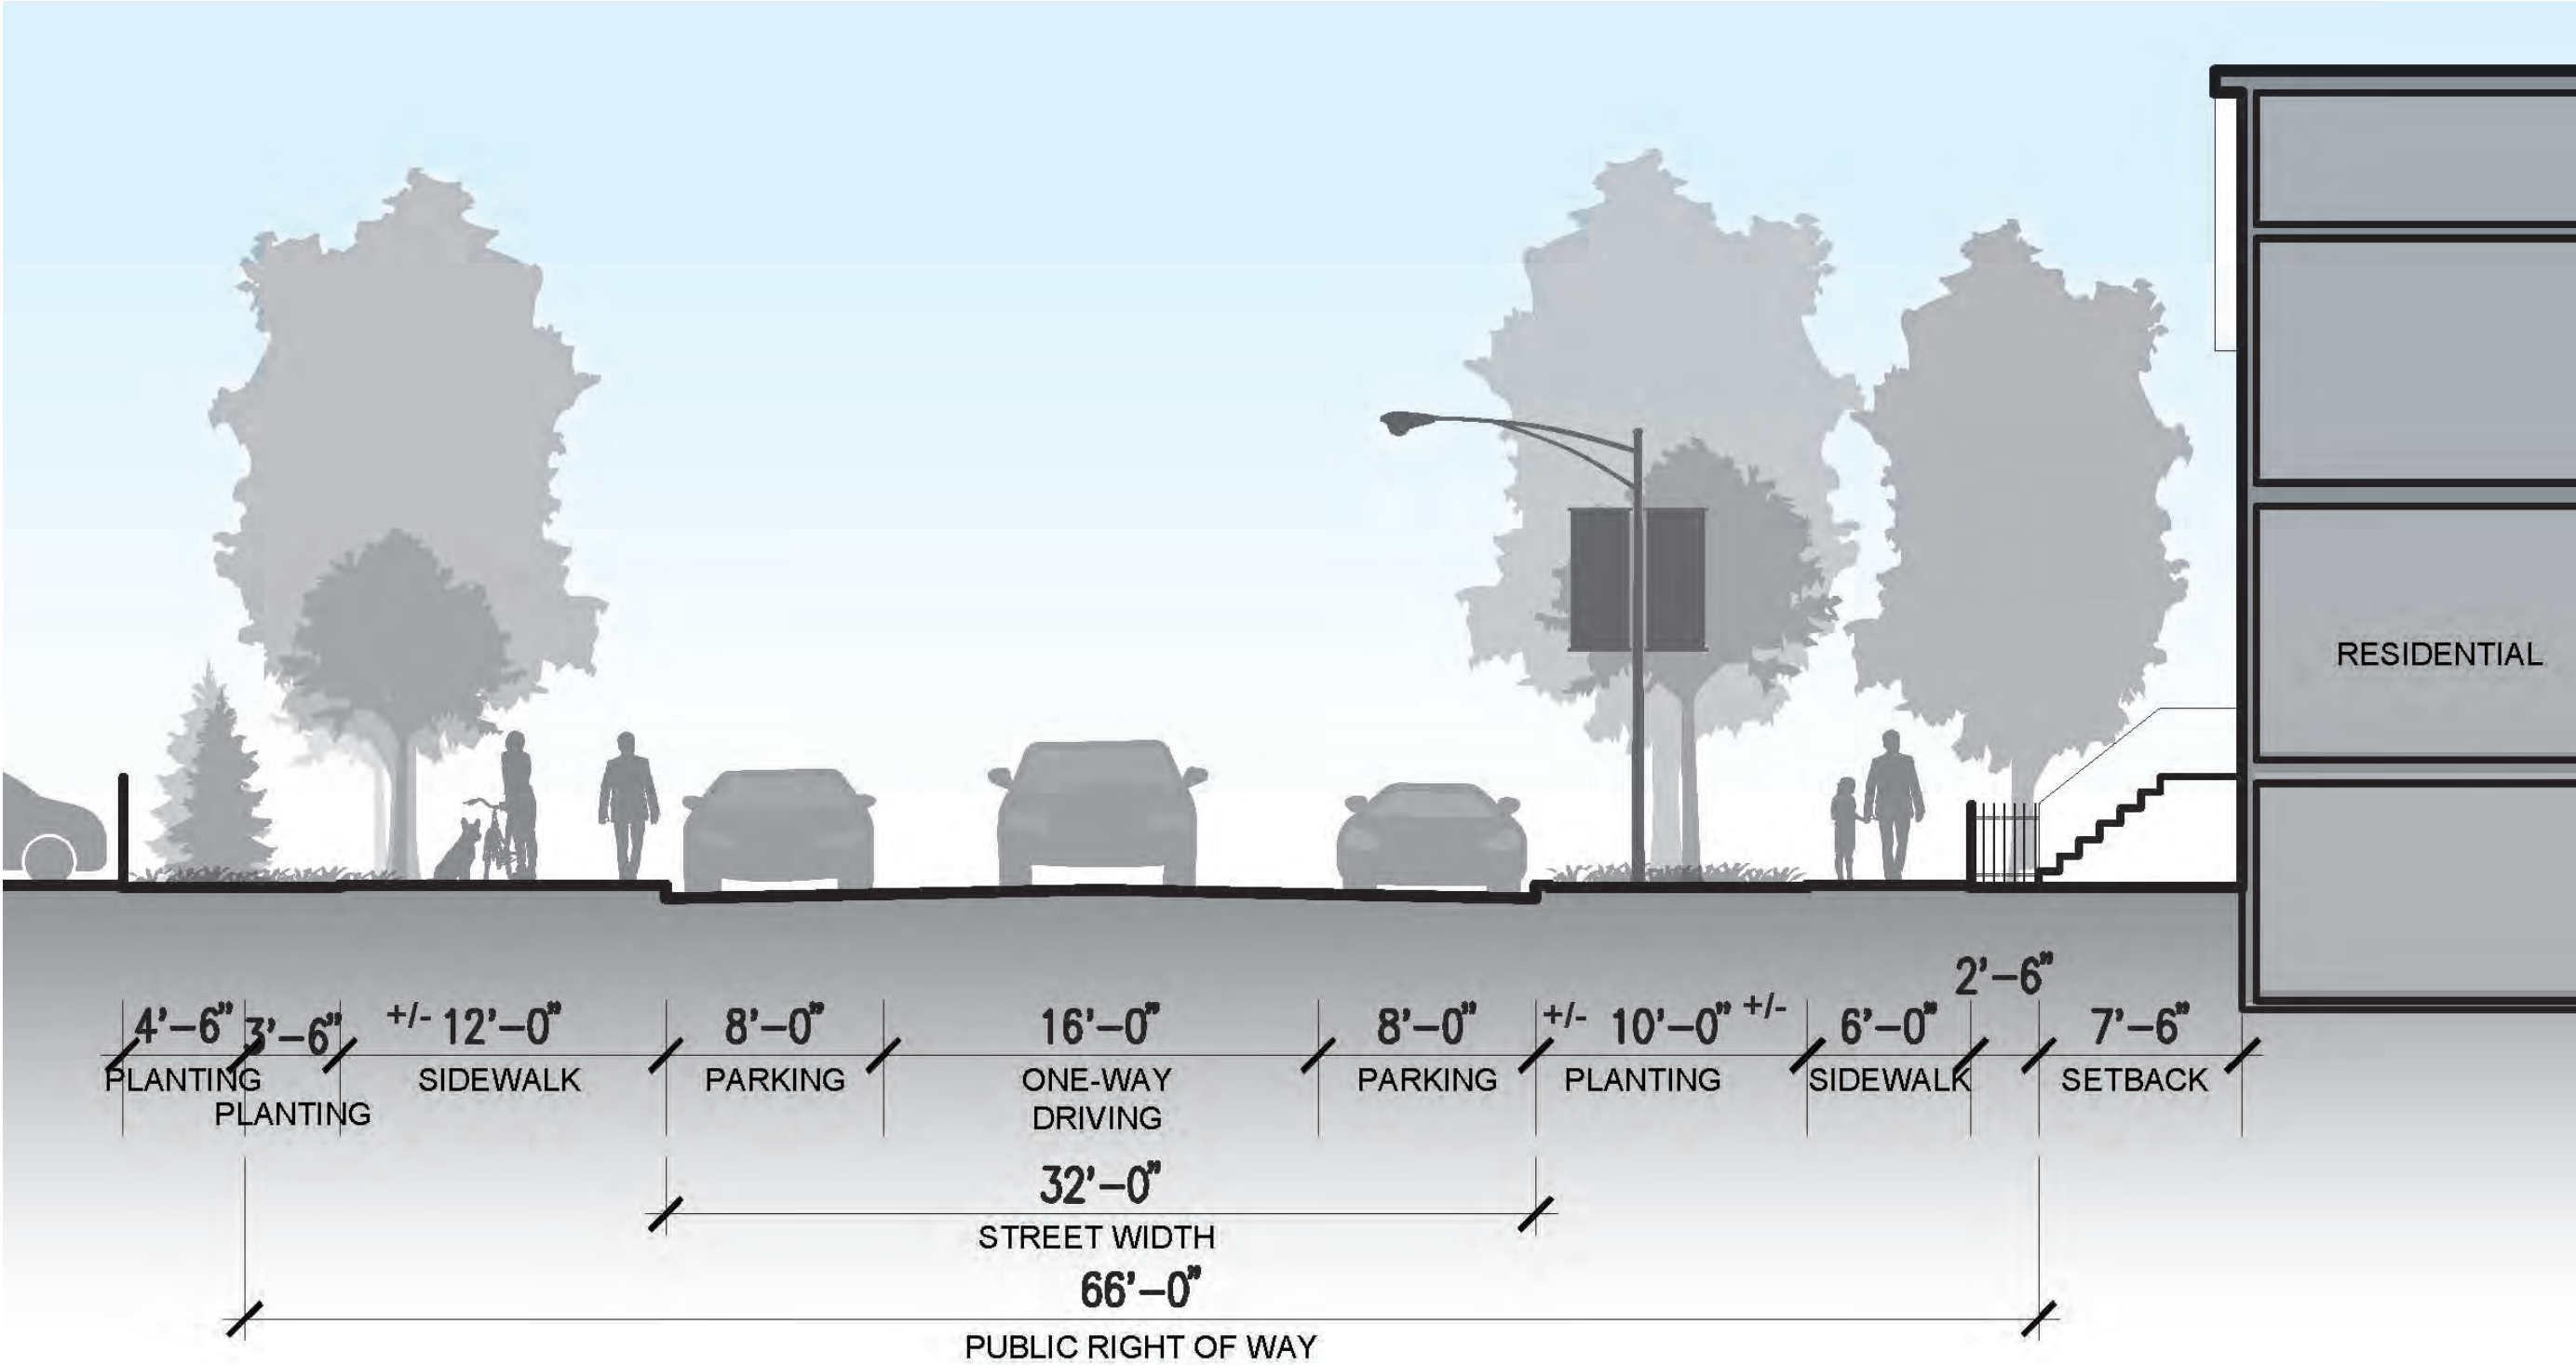 RESIDENTIAL
2'-6"
4'-6" 3'-6" +/- 12'-0" 8'-0" 16'-0" 8'-0" +/- 10'-0" +/- 6'-0" 7'-6"
PLANTING SIDEWALK PARKING ONE-WAY PARKING PLANTING SIDEWALK SETBACK
PLANTING DRIVING
32'-0"
STREET WIDTH
66'-0"
PUBLIC RIGHT OF WAY